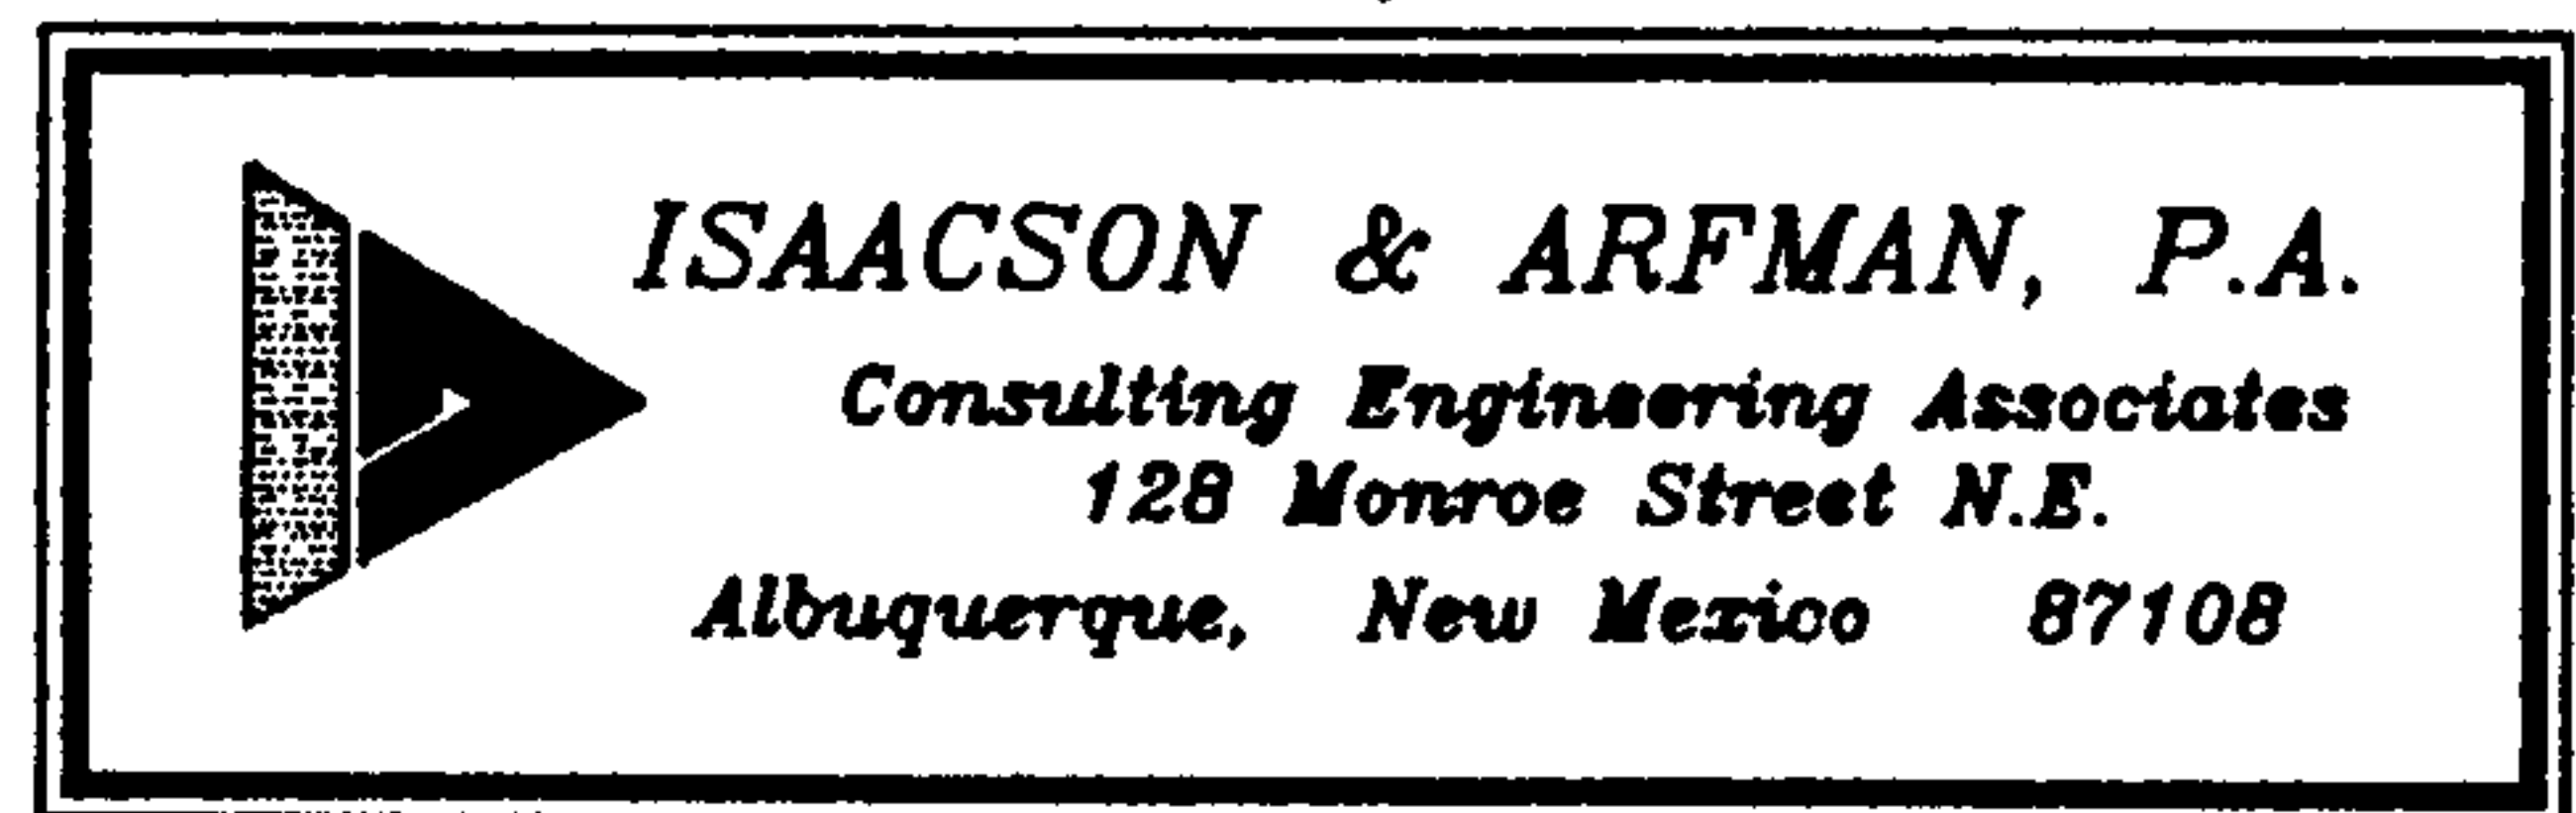 ISAACSON & ARFMAN, P.A.
Consulting Engineering Associates
128 Monroe Street N.E.
Albuquerque, New Mexico 87108